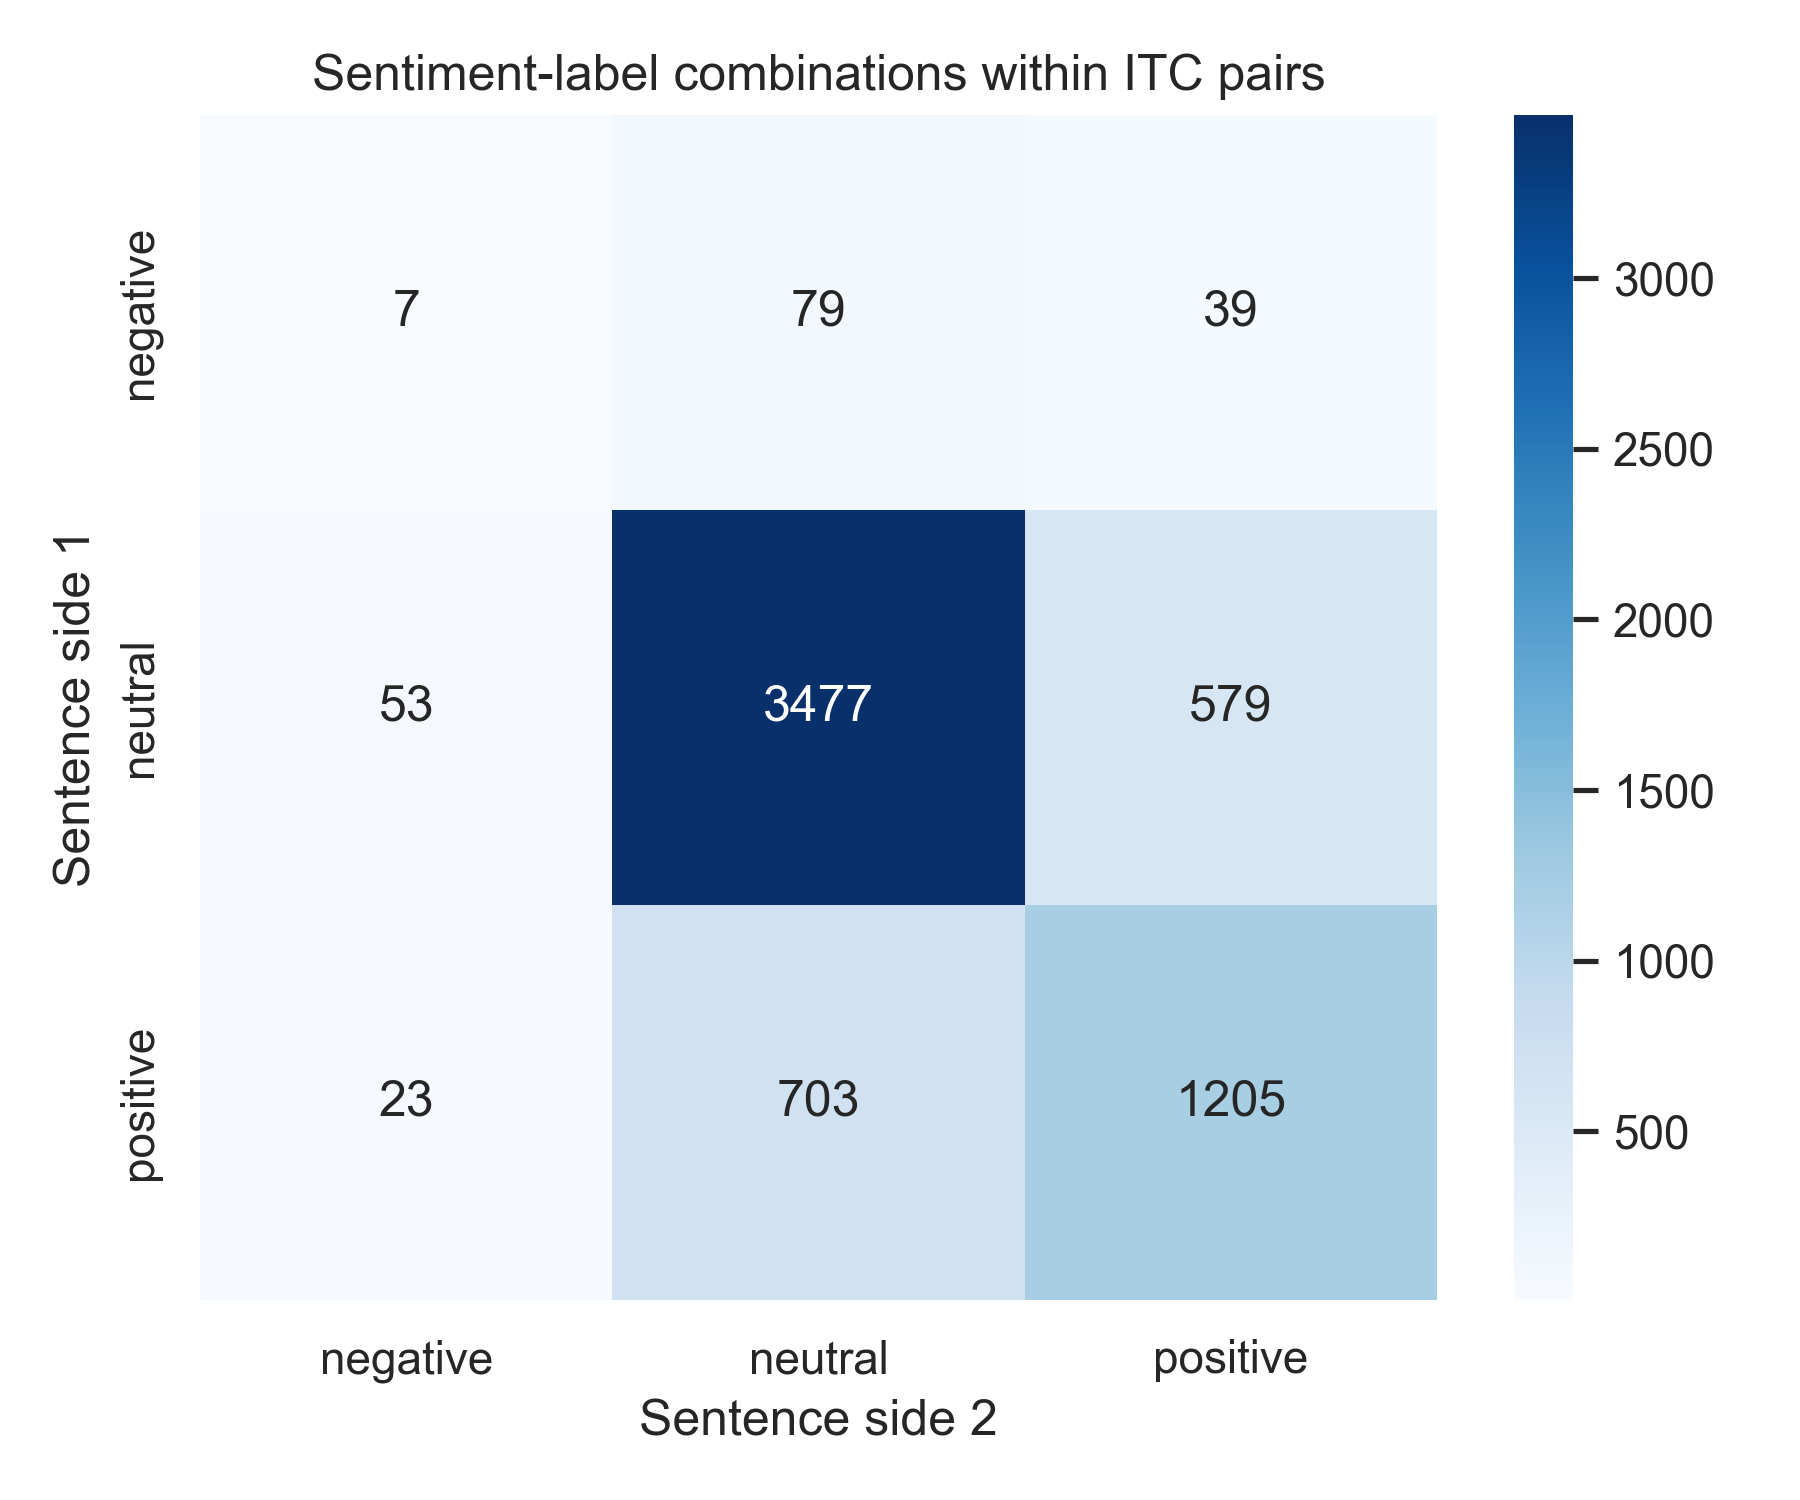 Sentiment-label combinations within ITC pairs
Sentence side 1
negative
7 79 39
neutral
53 3477 579
positive
23 703 1205
negative neutral positive
Sentence side 2
3000
2500
2000
1500
1000
500